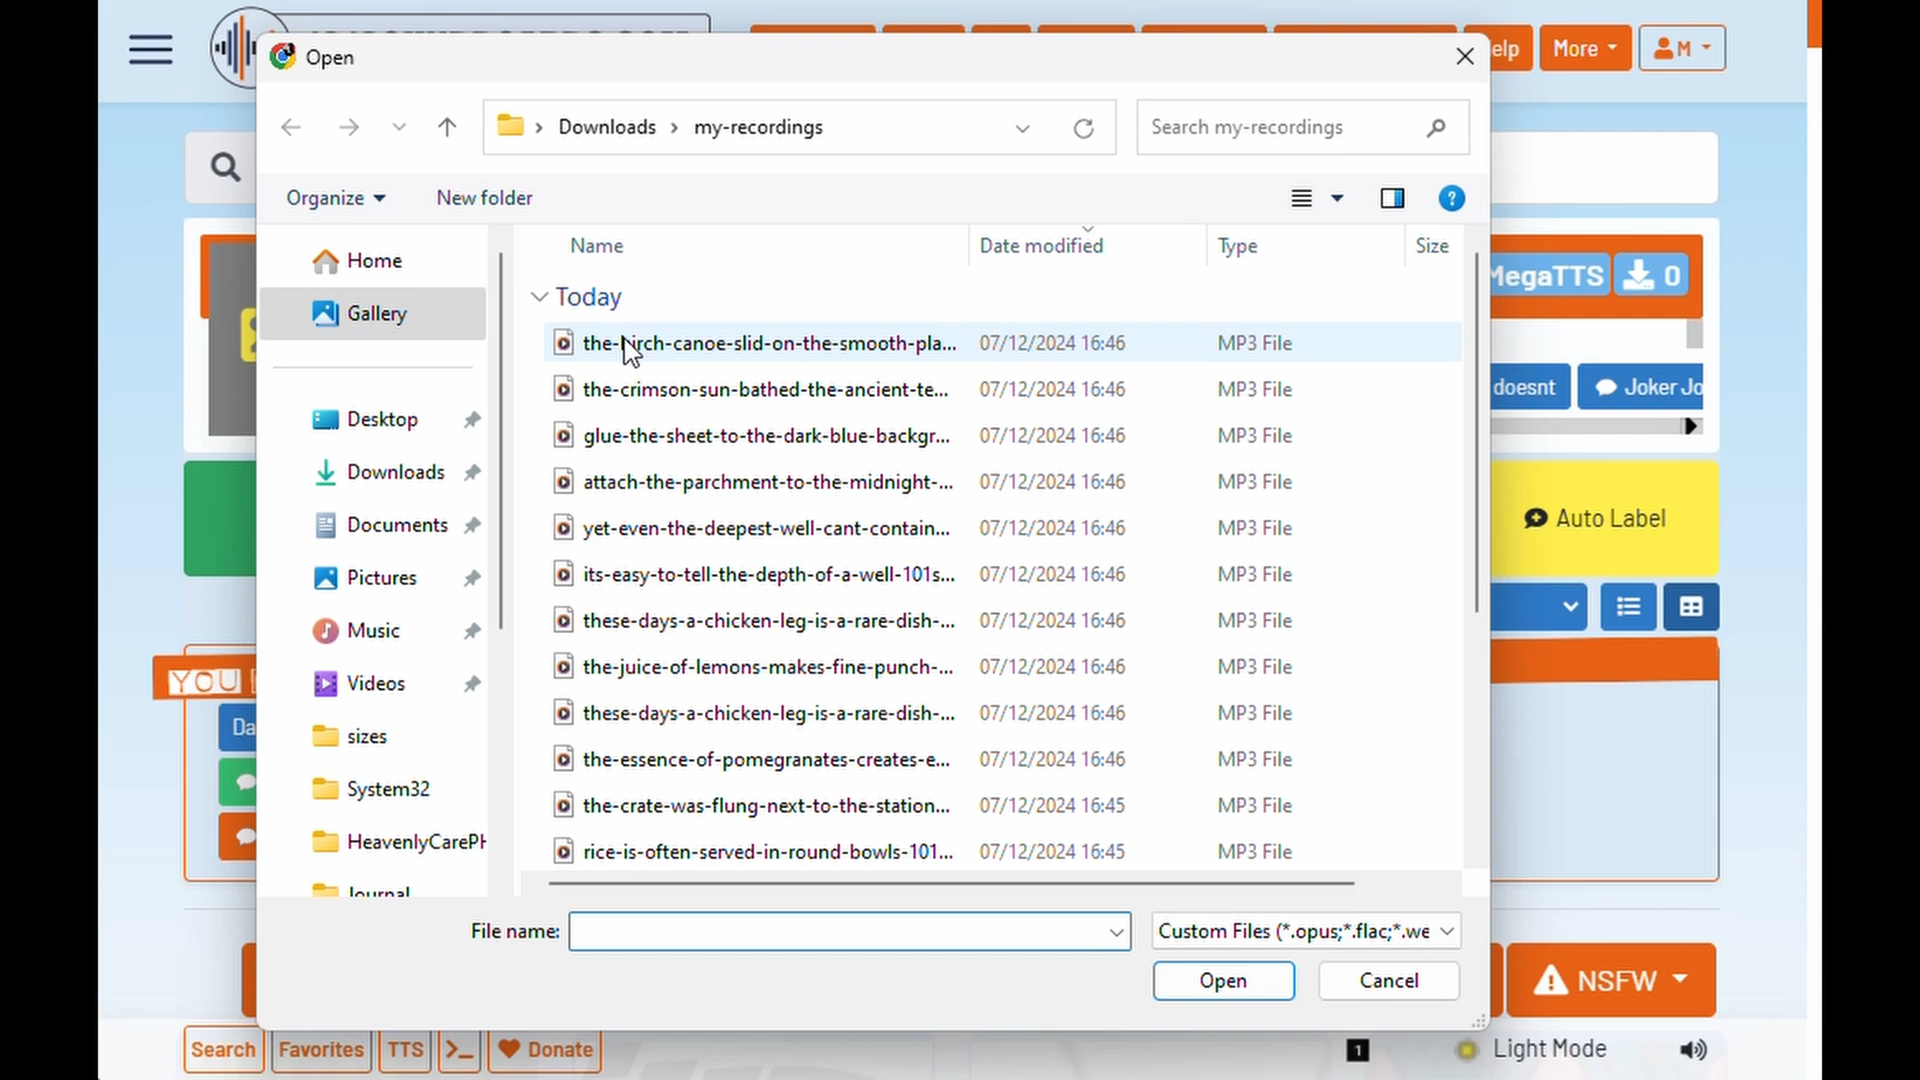 Open
elp
More
M
Downloads
my-recordings
Search my-recordings
Organize
New folder
?
Name
Date modified
Type
Size
Home
Gallery
Desktop
Downloads
Documents
Pictures
Music
Videos
sizes
System32
HeavenlyCarePH
Journal
Today
the-birch-canoe-slid-on-the-smooth-pla... 07/12/2024 16:46 MP3 File
the-crimson-sun-bathed-the-ancient-te... 07/12/2024 16:46 MP3 File
glue-the-sheet-to-the-dark-blue-backgr... 07/12/2024 16:46 MP3 File
attach-the-parchment-to-the-midnight-... 07/12/2024 16:46 MP3 File
yet-even-the-deepest-well-cant-contain... 07/12/2024 16:46 MP3 File
its-easy-to-tell-the-depth-of-a-well-101s... 07/12/2024 16:46 MP3 File
these-days-a-chicken-leg-is-a-rare-dish-... 07/12/2024 16:46 MP3 File
the-juice-of-lemons-makes-fine-punch-... 07/12/2024 16:46 MP3 File
these-days-a-chicken-leg-is-a-rare-dish-... 07/12/2024 16:46 MP3 File
the-essence-of-pomegranates-creates-e... 07/12/2024 16:46 MP3 File
the-crate-was-flung-next-to-the-station... 07/12/2024 16:45 MP3 File
rice-is-often-served-in-round-bowls-101... 07/12/2024 16:45 MP3 File
File name:
Custom Files (*.opus;*.flac;*.we
Open
Cancel
MegaTTS
0
doesnt
Joker Jo
Auto Label
YOU
Da
NSFW
Search
Favorites
TTS
>_
Donate
1
Light Mode